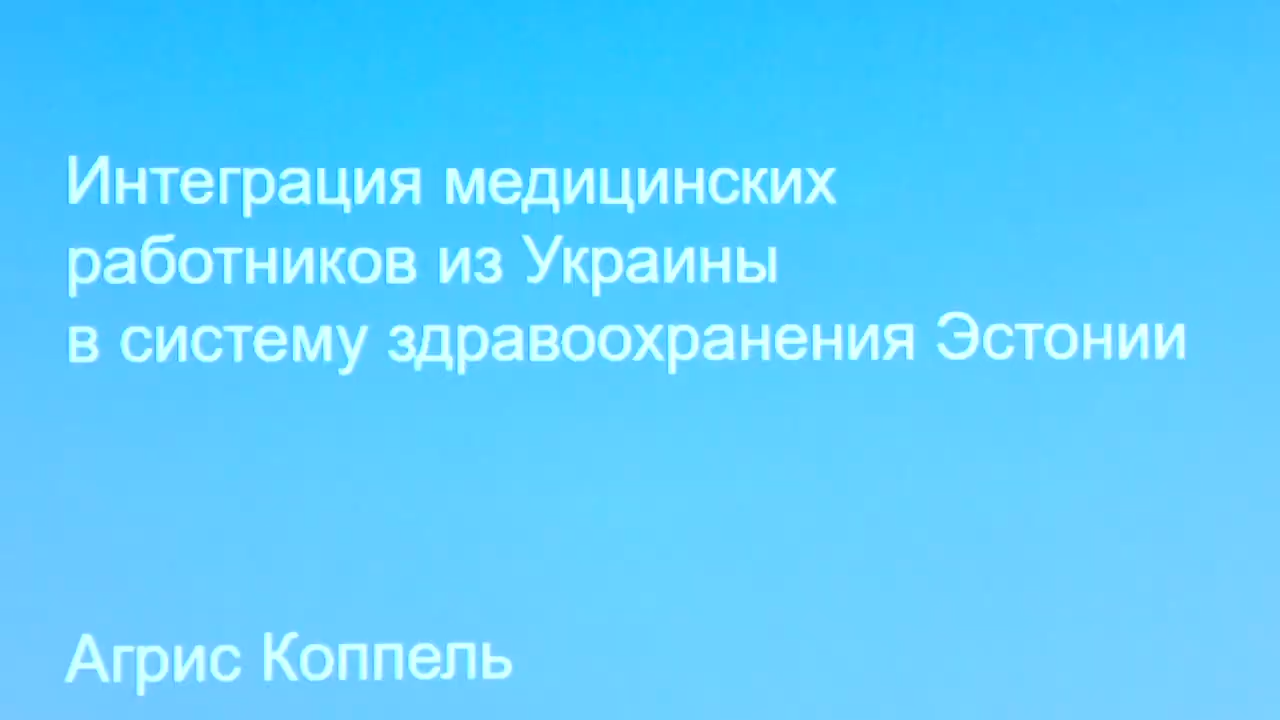 Интеграция медицинских
работников из Украины
в систему здравоохранения Эстонии
Агрис Коппель